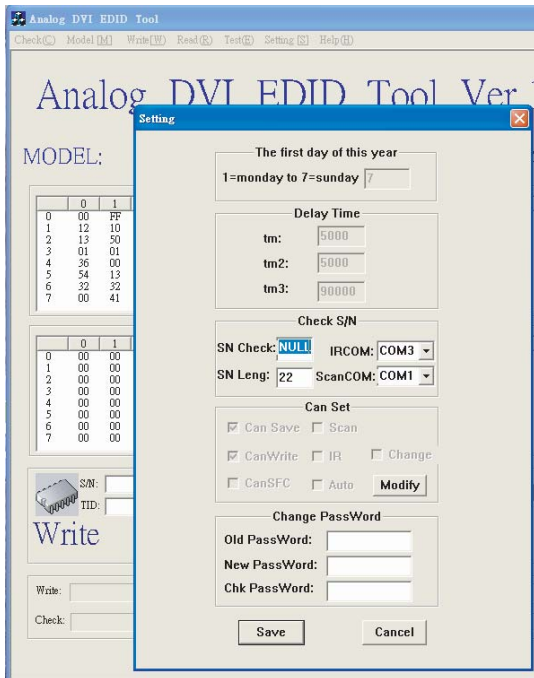 Analog DVI EDID Tool
Check(C) Model [M] Write[W] Read(R) Test(E) Setting [S] Help(H)
Analog DVI EDID Tool Ver
Setting
MODEL:
The first day of this year
1=monday to 7=sunday 7
Delay Time
tm: 5000
tm2: 5000
tm3: 90000
0 1
0 00 FF
1 12 10
2 13 50
3 01 01
4 36 00
5 54 13
6 32 32
7 00 41
Check S/N
SN Check: NULL IRCOM: COM3
SN Leng: 22 ScanCOM: COM1
0 1
0 00 00
1 00 00
2 00 00
3 00 00
4 00 00
5 00 00
6 00 00
7 00 00
Can Set
Can Save Scan
CanWrite IR Change
CanSFC Auto Modify
S/N:
TID:
Write
Change PassWord
Old PassWord:
New PassWord:
Chk PassWord:
Write:
Check:
Save Cancel